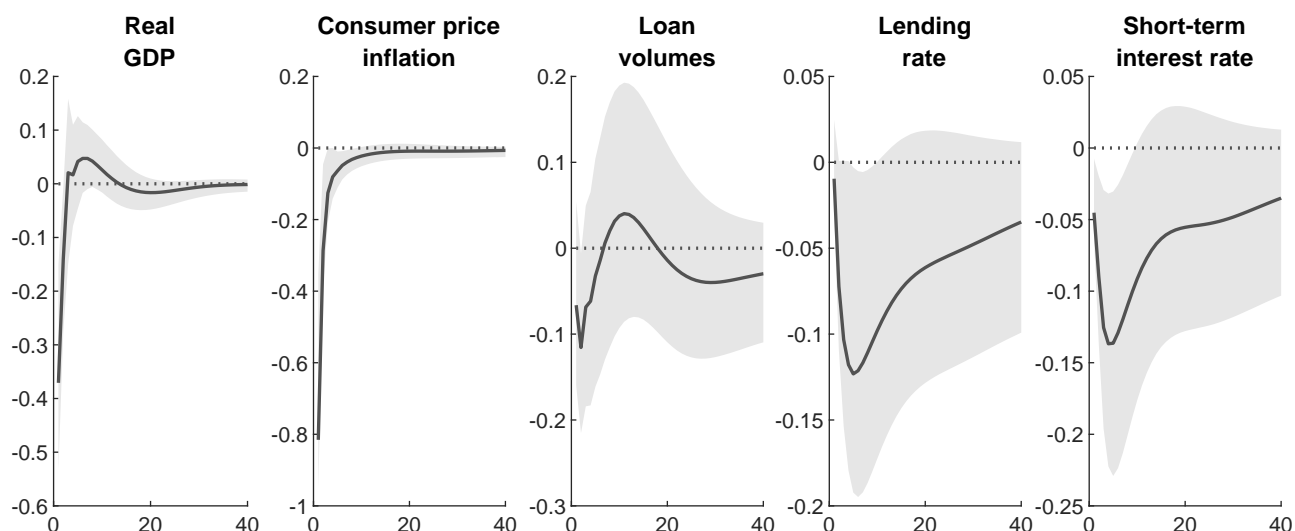 Real
GDP
0.2
0.1
0
-0.1
-0.2
-0.3
-0.4
-0.5
-0.6
0 20 40
Consumer price
inflation
0.2
0
-0.2
-0.4
-0.6
-0.8
-1
0 20 40
Loan
volumes
0.2
0.1
0
-0.1
-0.2
-0.3
0 20 40
Lending
rate
0.05
0
-0.05
-0.1
-0.15
-0.2
0 20 40
Short-term
interest rate
0.05
0
-0.05
-0.1
-0.15
-0.2
-0.25
0 20 40